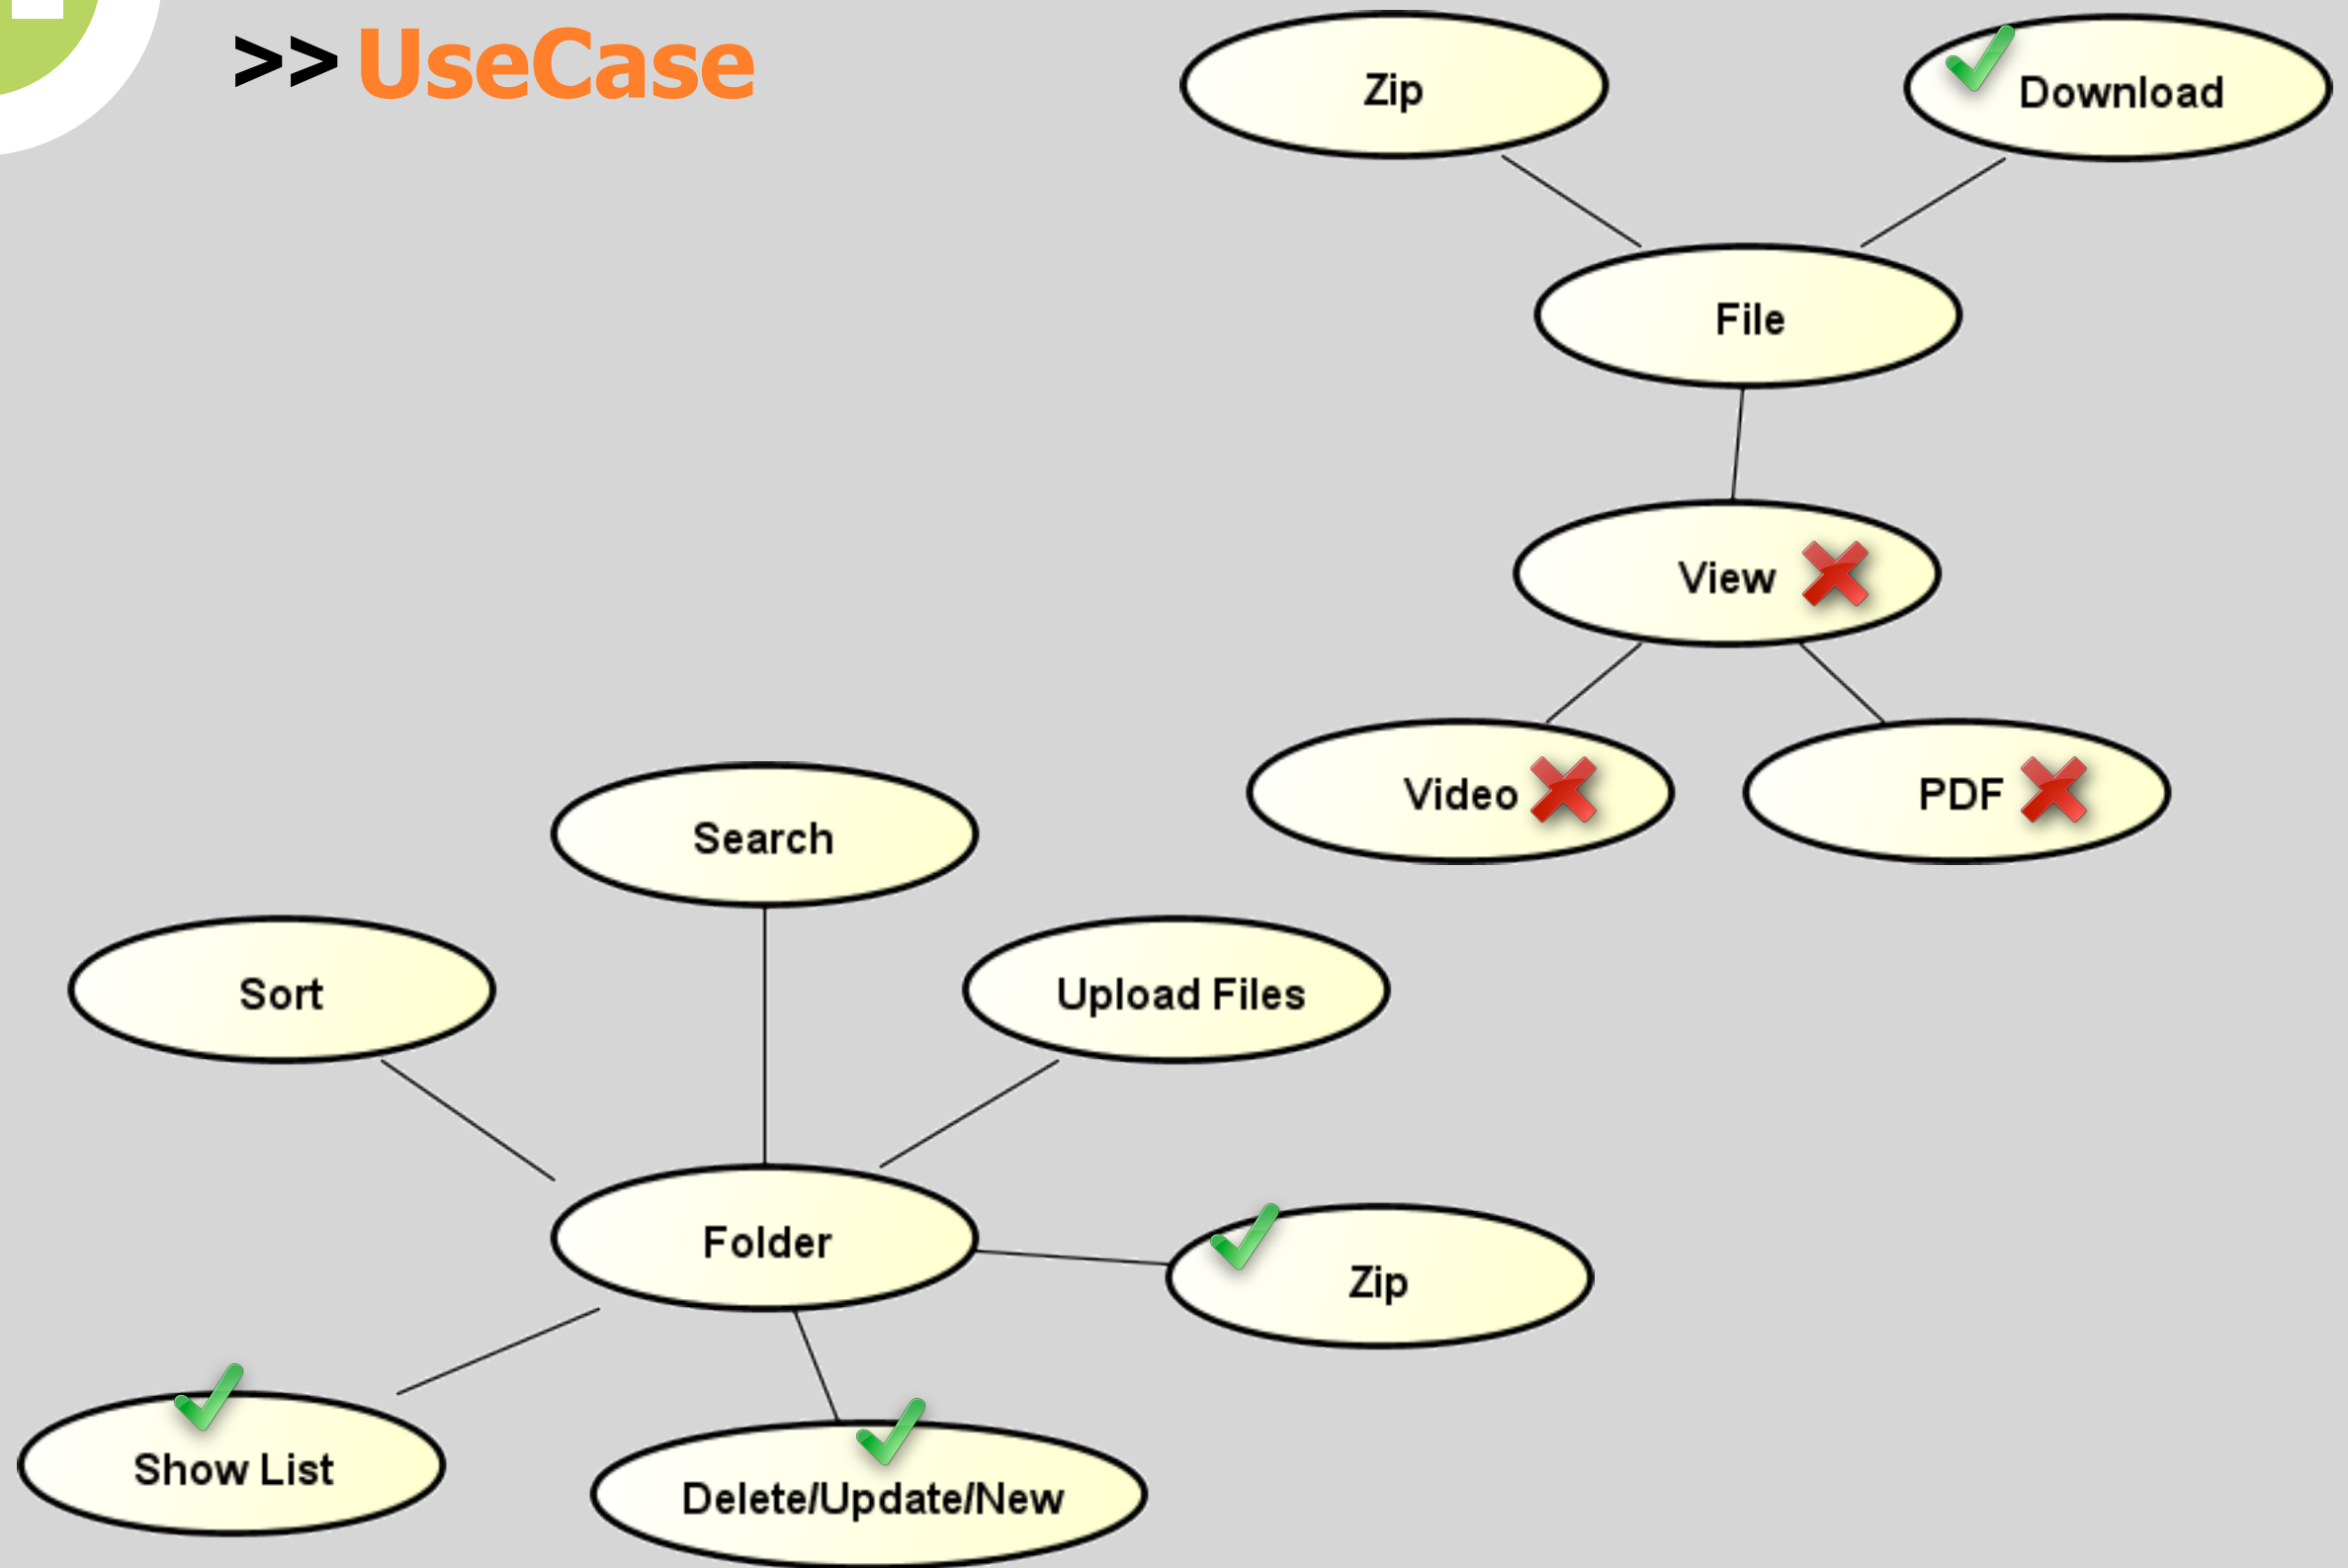 >> UseCase
Zip
Download
File
View
Video
PDF
Search
Sort
Upload Files
Folder
Zip
Show List
Delete/Update/New